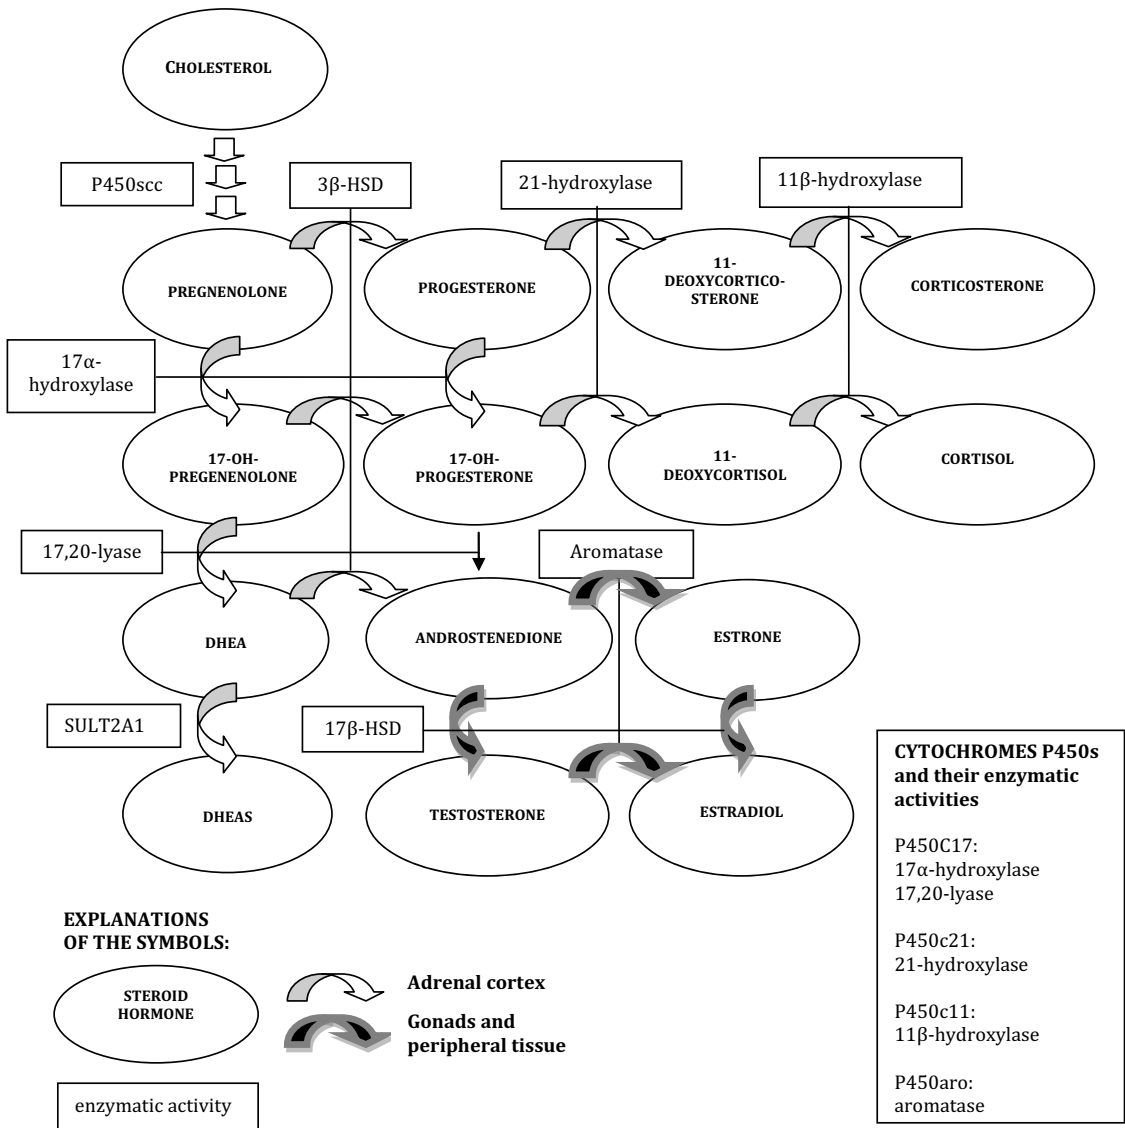 CHOLESTEROL
P450scc
3β-HSD
21-hydroxylase
11β-hydroxylase
PREGNENOLONE
PROGESTERONE
11-
DEOXYCORTICO-
STERONE
CORTICOSTERONE
17α-
hydroxylase
17-OH-
PREGENENOLONE
17-OH-
PROGESTERONE
11-
DEOXYCORTISOL
CORTISOL
17,20-lyase
Aromatase
DHEA
ANDROSTENEDIONE
ESTRONE
SULT2A1
17β-HSD
DHEAS
TESTOSTERONE
ESTRADIOL
CYTOCHROMES P450s
and their enzymatic
activities
P450C17:
17α-hydroxylase
17,20-lyase
P450c21:
21-hydroxylase
P450c11:
11β-hydroxylase
P450aro:
aromatase
EXPLANATIONS
OF THE SYMBOLS:
STEROID
HORMONE
Adrenal cortex
Gonads and
peripheral tissue
enzymatic activity